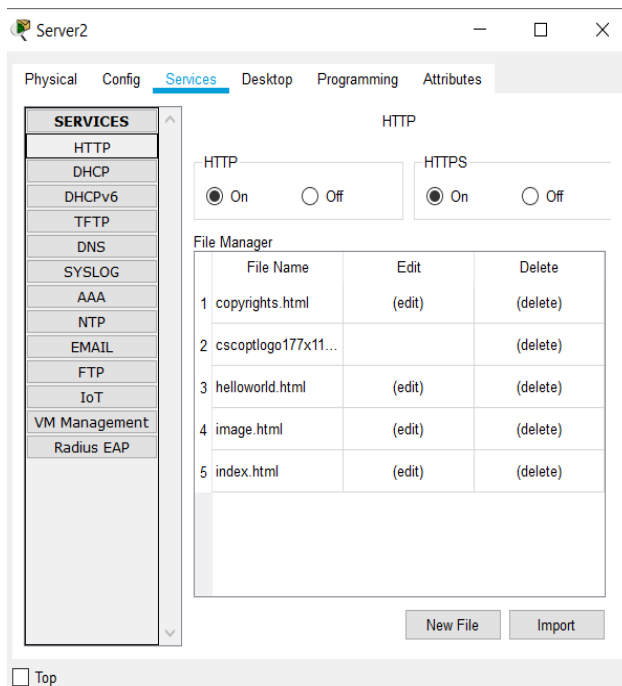 Server2
Physical Config Services Desktop Programming Attributes
SERVICES
HTTP
DHCP
DHCPv6
TFTP
DNS
SYSLOG
AAA
NTP
EMAIL
FTP
IoT
VM Management
Radius EAP
HTTP
HTTP
On Off
HTTPS
On Off
File Manager
File Name Edit Delete
1 copyrights.html (edit) (delete)
2 cscoptlogo177x11... (delete)
3 helloworld.html (edit) (delete)
4 image.html (edit) (delete)
5 index.html (edit) (delete)
New File Import
Top